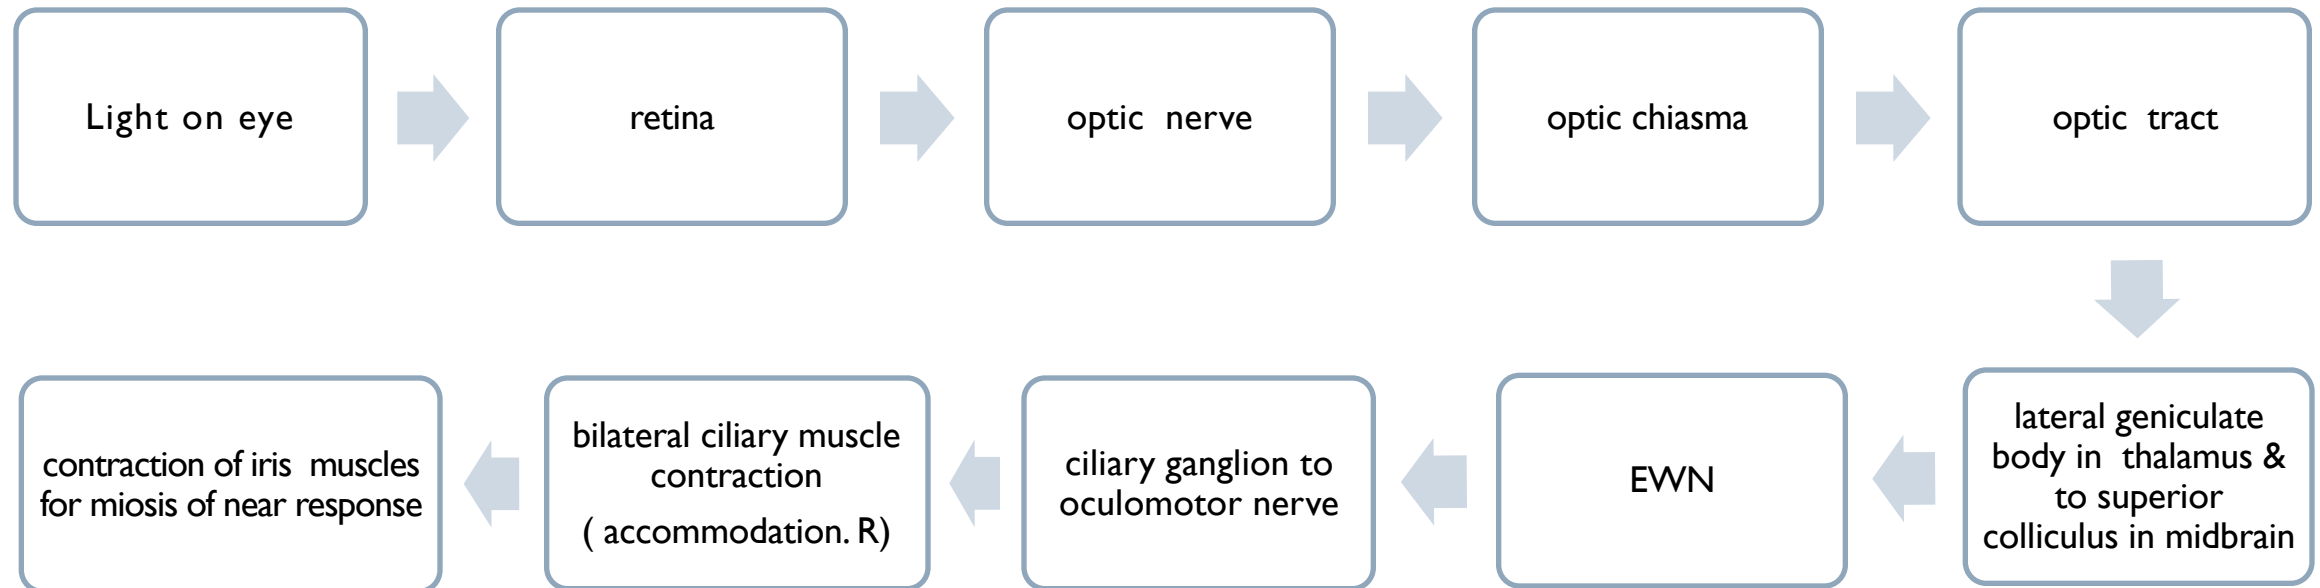 Light on eye
retina
optic nerve
optic chiasma
optic tract
lateral geniculate
body in thalamus &
to superior
colliculus in midbrain
EWN
ciliary ganglion to
oculomotor nerve
bilateral ciliary muscle
contraction
( accommodation. R)
contraction of iris muscles
for miosis of near response